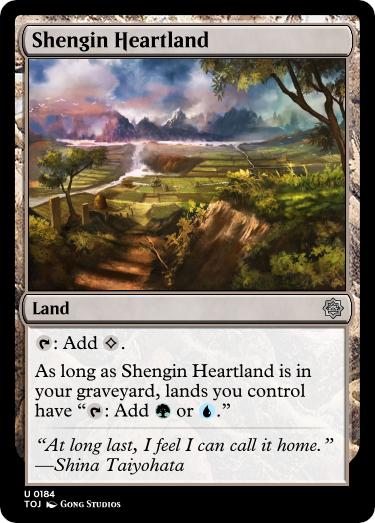 Shengin Heartland
Land
: Add .
As long as Shengin Heartland is in
your graveyard, lands you control
have “: Add or .”
“At long last, I feel I can call it home.”
—Shina Taiyohata
U 0184
TOJ Gong Studios